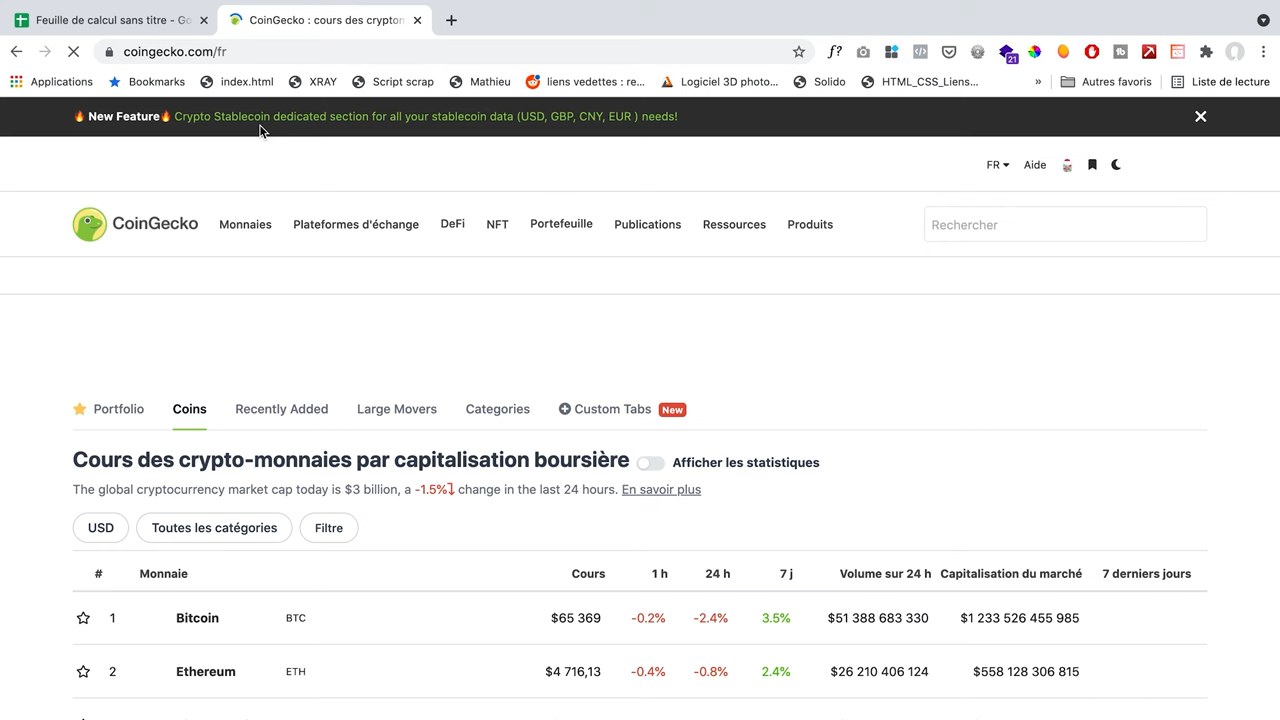 Feuille de calcul sans titre - Go
CoinGecko : cours des crypton
coingecko.com/fr
f?
21
Applications
Bookmarks
index.html
XRAY
Script scrap
Mathieu
liens vedettes : re...
Logiciel 3D photo...
Solido
HTML_CSS_Liens...
»
Autres favoris
Liste de lecture
New Feature Crypto Stablecoin dedicated section for all your stablecoin data (USD, GBP, CNY, EUR ) needs!
FR
Aide
CoinGecko
Monnaies
Plateformes d'échange
DeFi
NFT
Portefeuille
Publications
Ressources
Produits
Rechercher
Portfolio
Coins
Recently Added
Large Movers
Categories
Custom Tabs
New
Cours des crypto-monnaies par capitalisation boursière
Afficher les statistiques
The global cryptocurrency market cap today is $3 billion, a -1.5% change in the last 24 hours. En savoir plus
USD
Toutes les catégories
Filtre
# Monnaie Cours 1 h 24 h 7 j Volume sur 24 h Capitalisation du marché 7 derniers jours
1 Bitcoin BTC $65 369 -0.2% -2.4% 3.5% $51 388 683 330 $1 233 526 455 985
2 Ethereum ETH $4 716,13 -0.4% -0.8% 2.4% $26 210 406 124 $558 128 306 815